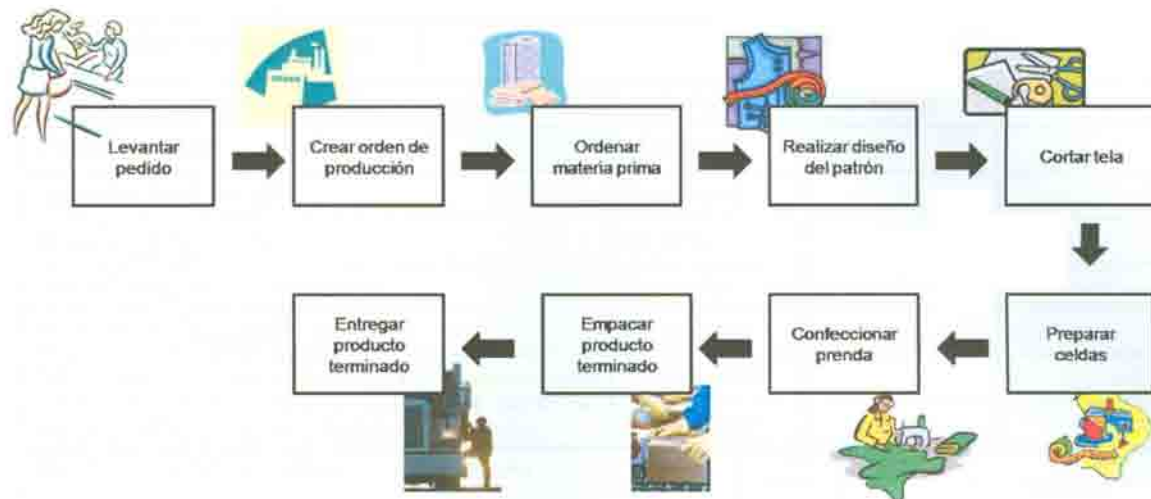 Levantar
pedido
Crear orden de
producción
Ordenar
materia prima
Realizar diseño
del patrón
Cortar tela
Preparar
celdas
Confeccionar
prenda
Empacar
producto
terminado
Entregar
producto
terminado